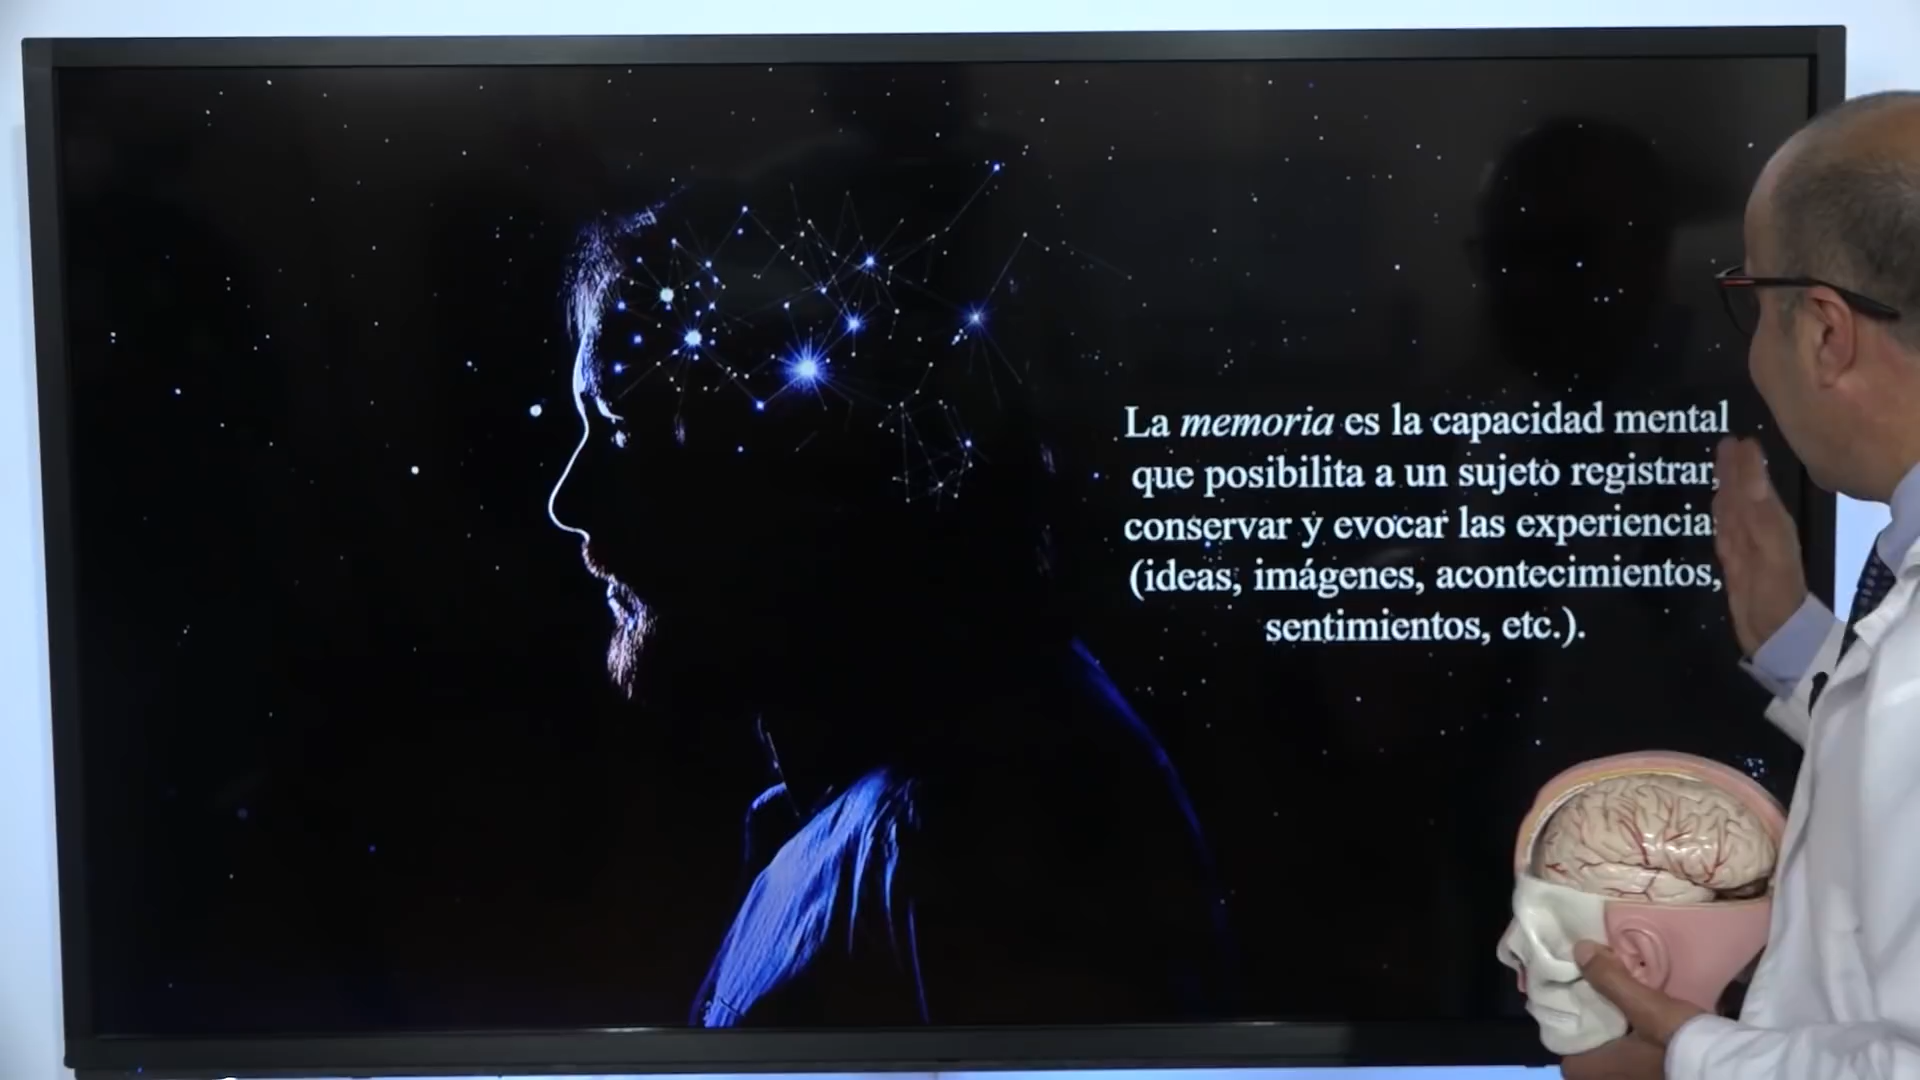 La memoria es la capacidad mental
que posibilita a un sujeto registrar,
conservar y evocar las experiencias
(ideas, imágenes, acontecimientos,
sentimientos, etc.).